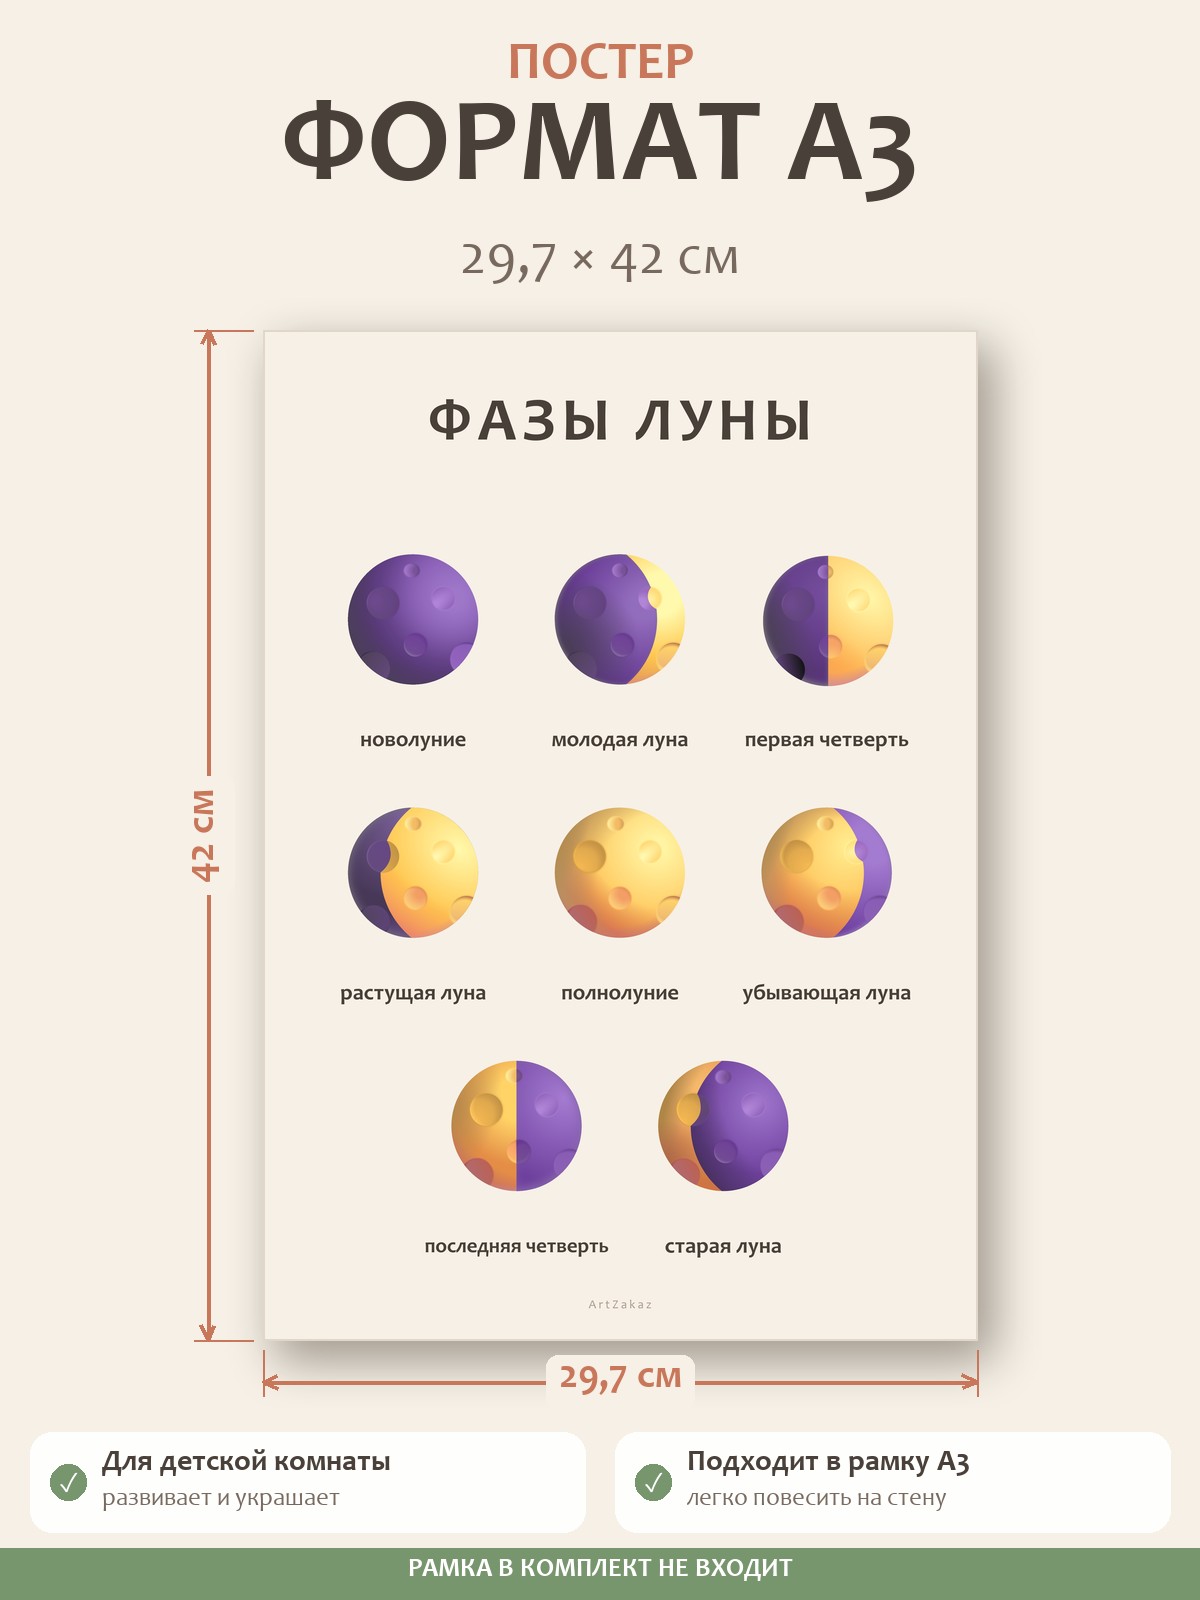 ПОСТЕР
ФОРМАТ А3
29,7 × 42 см
ФАЗЫ ЛУНЫ
новолуние
молодая луна
первая четверть
42 см
растущая луна
полнолуние
убывающая луна
последняя четверть
старая луна
ArtZakaz
29,7 см
Для детской комнаты
развивает и украшает
Подходит в рамку А3
легко повесить на стену
РАМКА В КОМПЛЕКТ НЕ ВХОДИТ